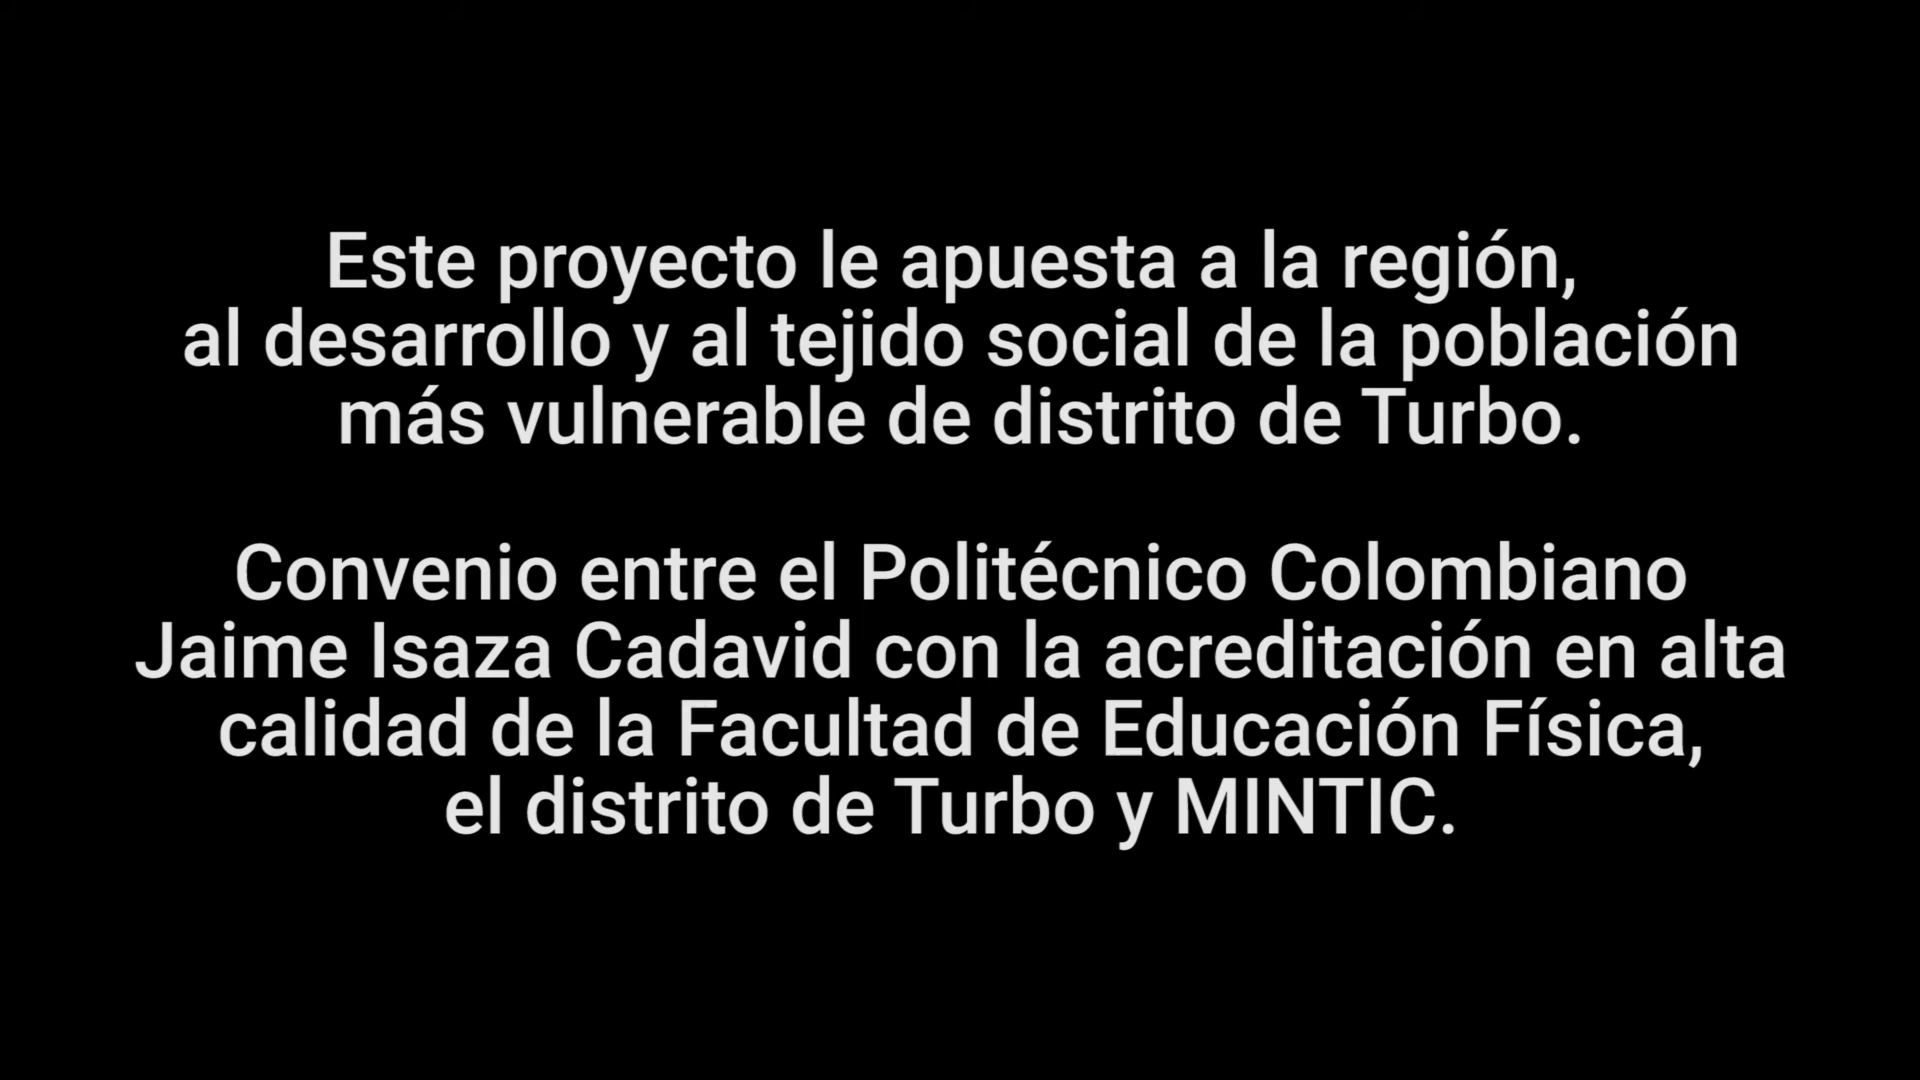 Este proyecto le apuesta a la región,
al desarrollo y al tejido social de la población
más vulnerable de distrito de Turbo.
Convenio entre el Politécnico Colombiano
Jaime Isaza Cadavid con la acreditación en alta
calidad de la Facultad de Educación Física,
el distrito de Turbo y MINTIC.